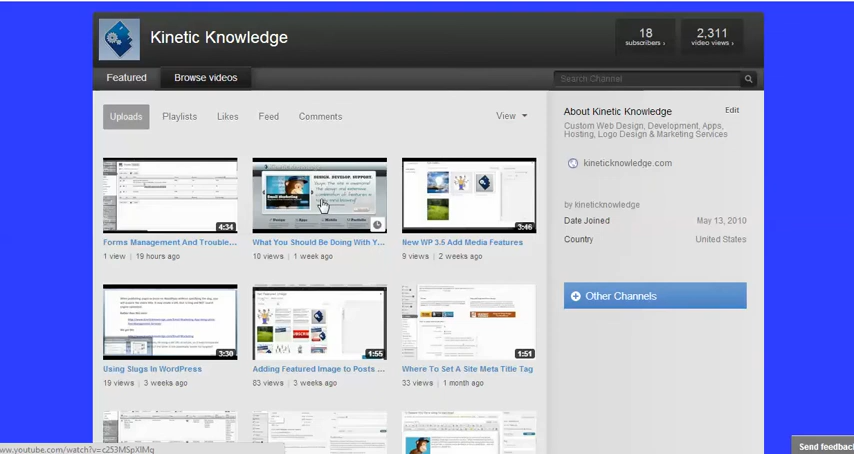 Kinetic Knowledge
18
subscribers ›
2,311
video views ›
Featured
Browse videos
Search Channel
Uploads
Playlists
Likes
Feed
Comments
View
4:34
Forms Management And Trouble...
1 view | 19 hours ago
DESIGN. DEVELOP. SUPPORT.
What You Should Be Doing With Y...
10 views | 1 week ago
3:46
New WP 3.5 Add Media Features
9 views | 2 weeks ago
3:30
Using Slugs In WordPress
19 views | 3 weeks ago
1:55
Adding Featured Image to Posts ...
83 views | 3 weeks ago
1:51
Where To Set A Site Meta Title Tag
33 views | 1 month ago
About Kinetic Knowledge
Edit
Custom Web Design, Development, Apps,
Hosting, Logo Design & Marketing Services
kineticknowledge.com
by kineticknowledge
Date Joined May 13, 2010
Country United States
Other Channels
www.youtube.com/watch?v=c253MSpXlMq
Send feedback